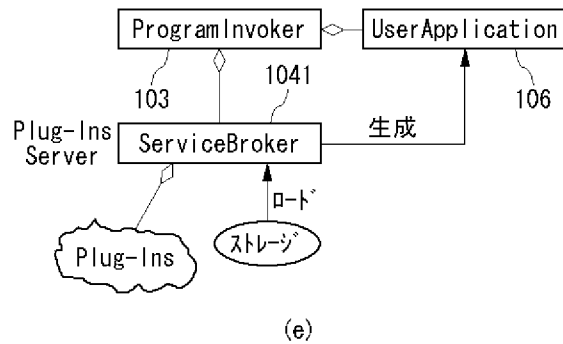 ProgramInvoker
UserApplication
103
1041
106
Plug-Ins
Server
ServiceBroker
生成
ﾛｰﾄﾞ
Plug-Ins
ｽﾄﾚｰｼﾞ
(e)